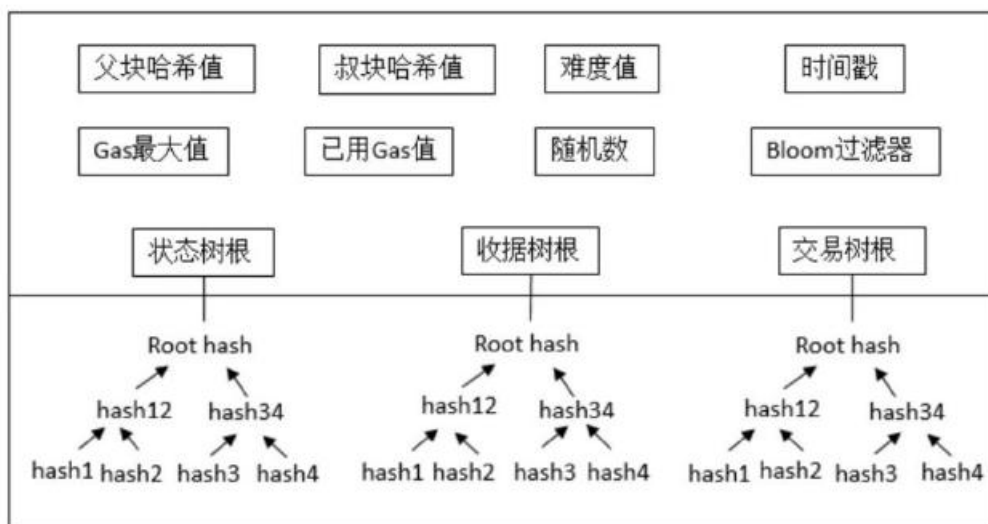 父块哈希值 叔块哈希值 难度值 时间戳
Gas最大值 已用Gas值 随机数 Bloom过滤器
状态树根 收据树根 交易树根
Root hash Root hash Root hash
hash12 hash34 hash12 hash34 hash12 hash34
hash1 hash2 hash3 hash4 hash1 hash2 hash3 hash4 hash1 hash2 hash3 hash4